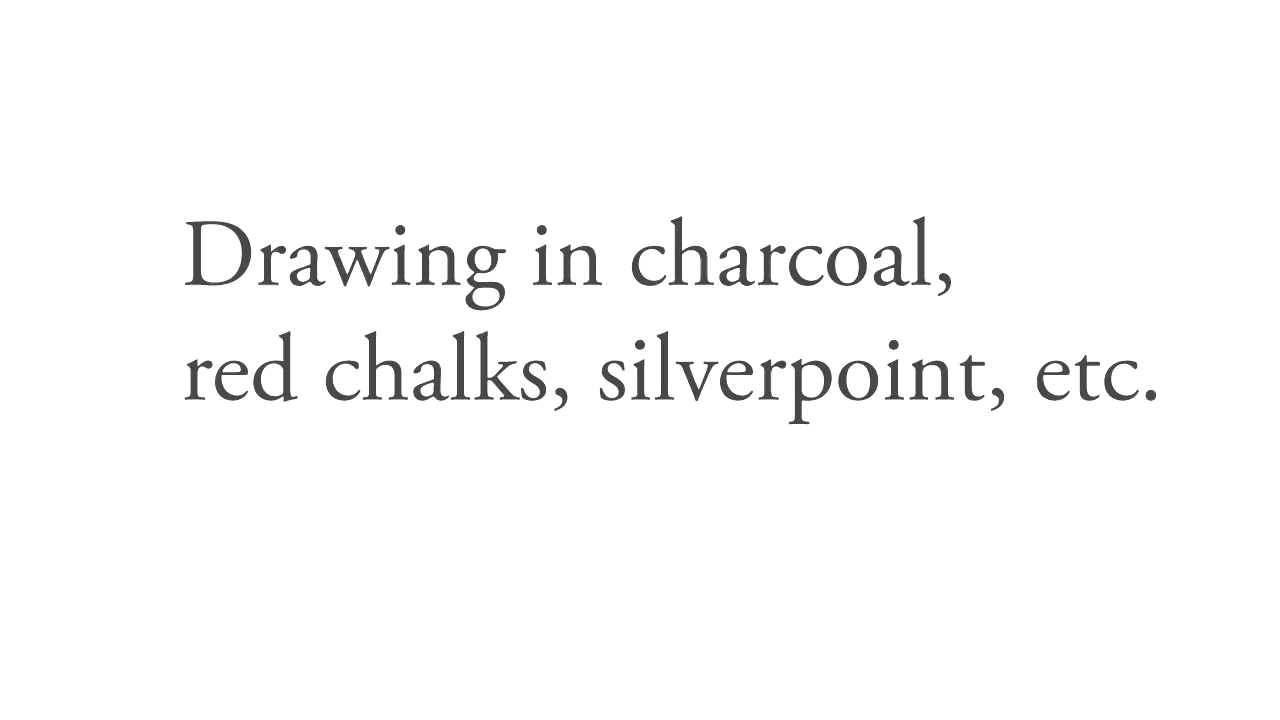 Drawing in charcoal,
red chalks, silverpoint, etc.